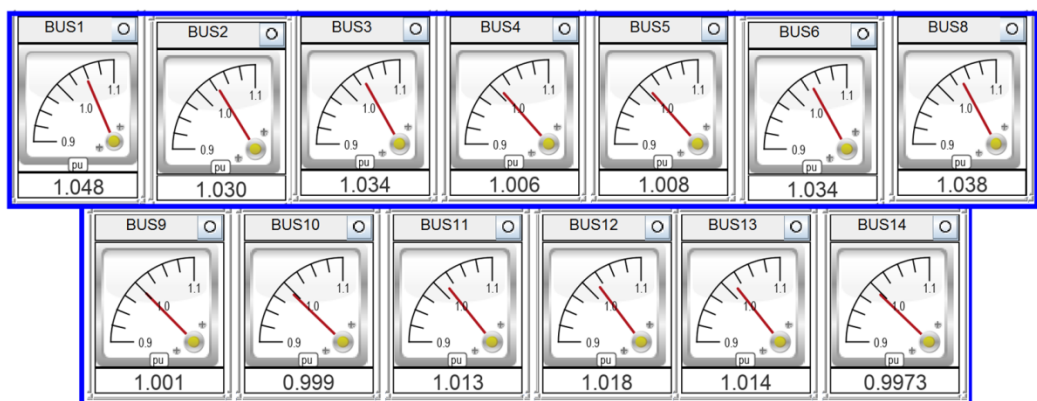 BUS1 BUS2 BUS3 BUS4 BUS5 BUS6 BUS8
1.1 1.1 1.1 1.1 1.1 1.1 1.1
1.0 1.0 1.0 1.0 1.0 1.0 1.0
0.9 0.9 0.9 0.9 0.9 0.9 0.9
pu pu pu pu pu pu pu
1.048 1.030 1.034 1.006 1.008 1.034 1.038
BUS9 BUS10 BUS11 BUS12 BUS13 BUS14
1.1 1.1 1.1 1.1 1.1 1.1
1.0 1.0 1.0 1.0 1.0 1.0
0.9 0.9 0.9 0.9 0.9 0.9
pu pu pu pu pu pu
1.001 0.999 1.013 1.018 1.014 0.9973